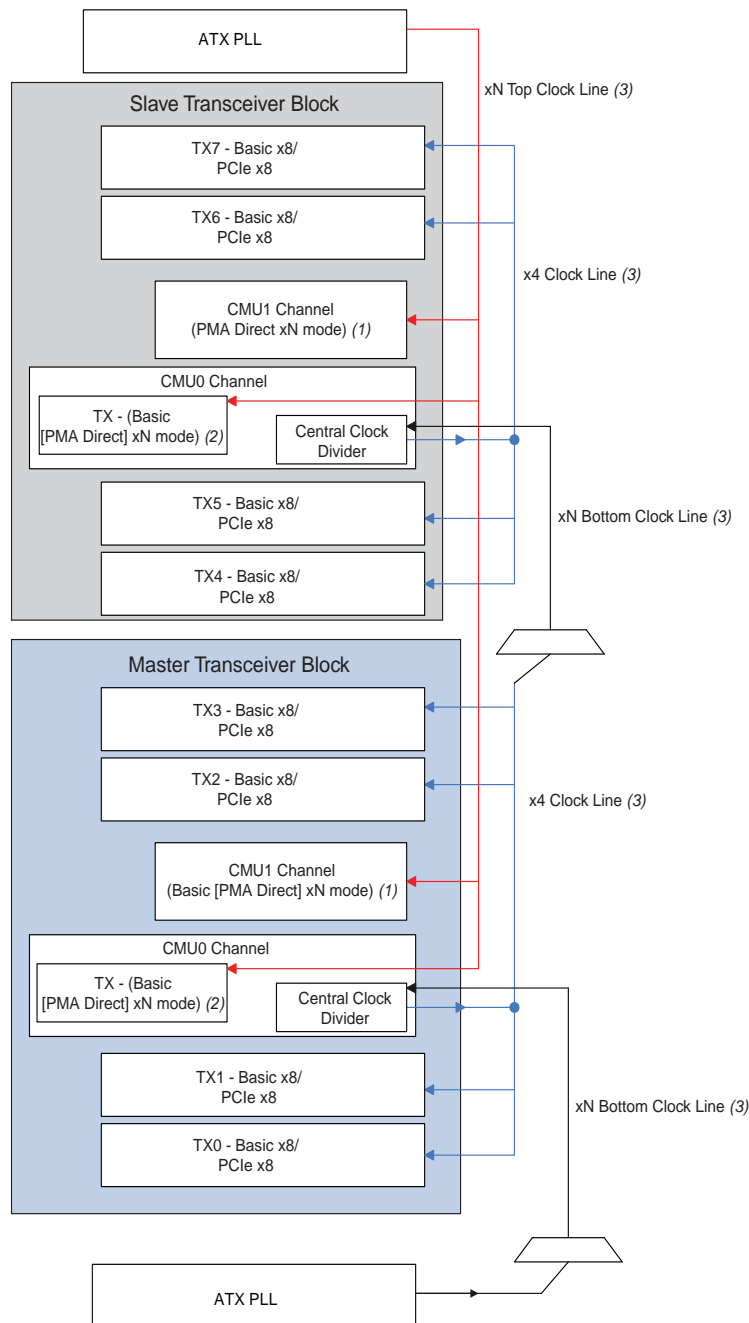 ATX PLL
xN Top Clock Line (3)
Slave Transceiver Block
TX7 - Basic x8/
PCIe x8
TX6 - Basic x8/
PCIe x8
x4 Clock Line (3)
CMU1 Channel
(PMA Direct xN mode) (1)
CMU0 Channel
TX - (Basic
[PMA Direct] xN mode) (2)
Central Clock
Divider
TX5 - Basic x8/
PCIe x8
xN Bottom Clock Line (3)
TX4 - Basic x8/
PCIe x8
Master Transceiver Block
TX3 - Basic x8/
PCIe x8
TX2 - Basic x8/
PCIe x8
x4 Clock Line (3)
CMU1 Channel
(Basic [PMA Direct] xN mode) (1)
CMU0 Channel
TX - (Basic
[PMA Direct] xN mode) (2)
Central Clock
Divider
TX1 - Basic x8/
PCIe x8
xN Bottom Clock Line (3)
TX0 - Basic x8/
PCIe x8
ATX PLL